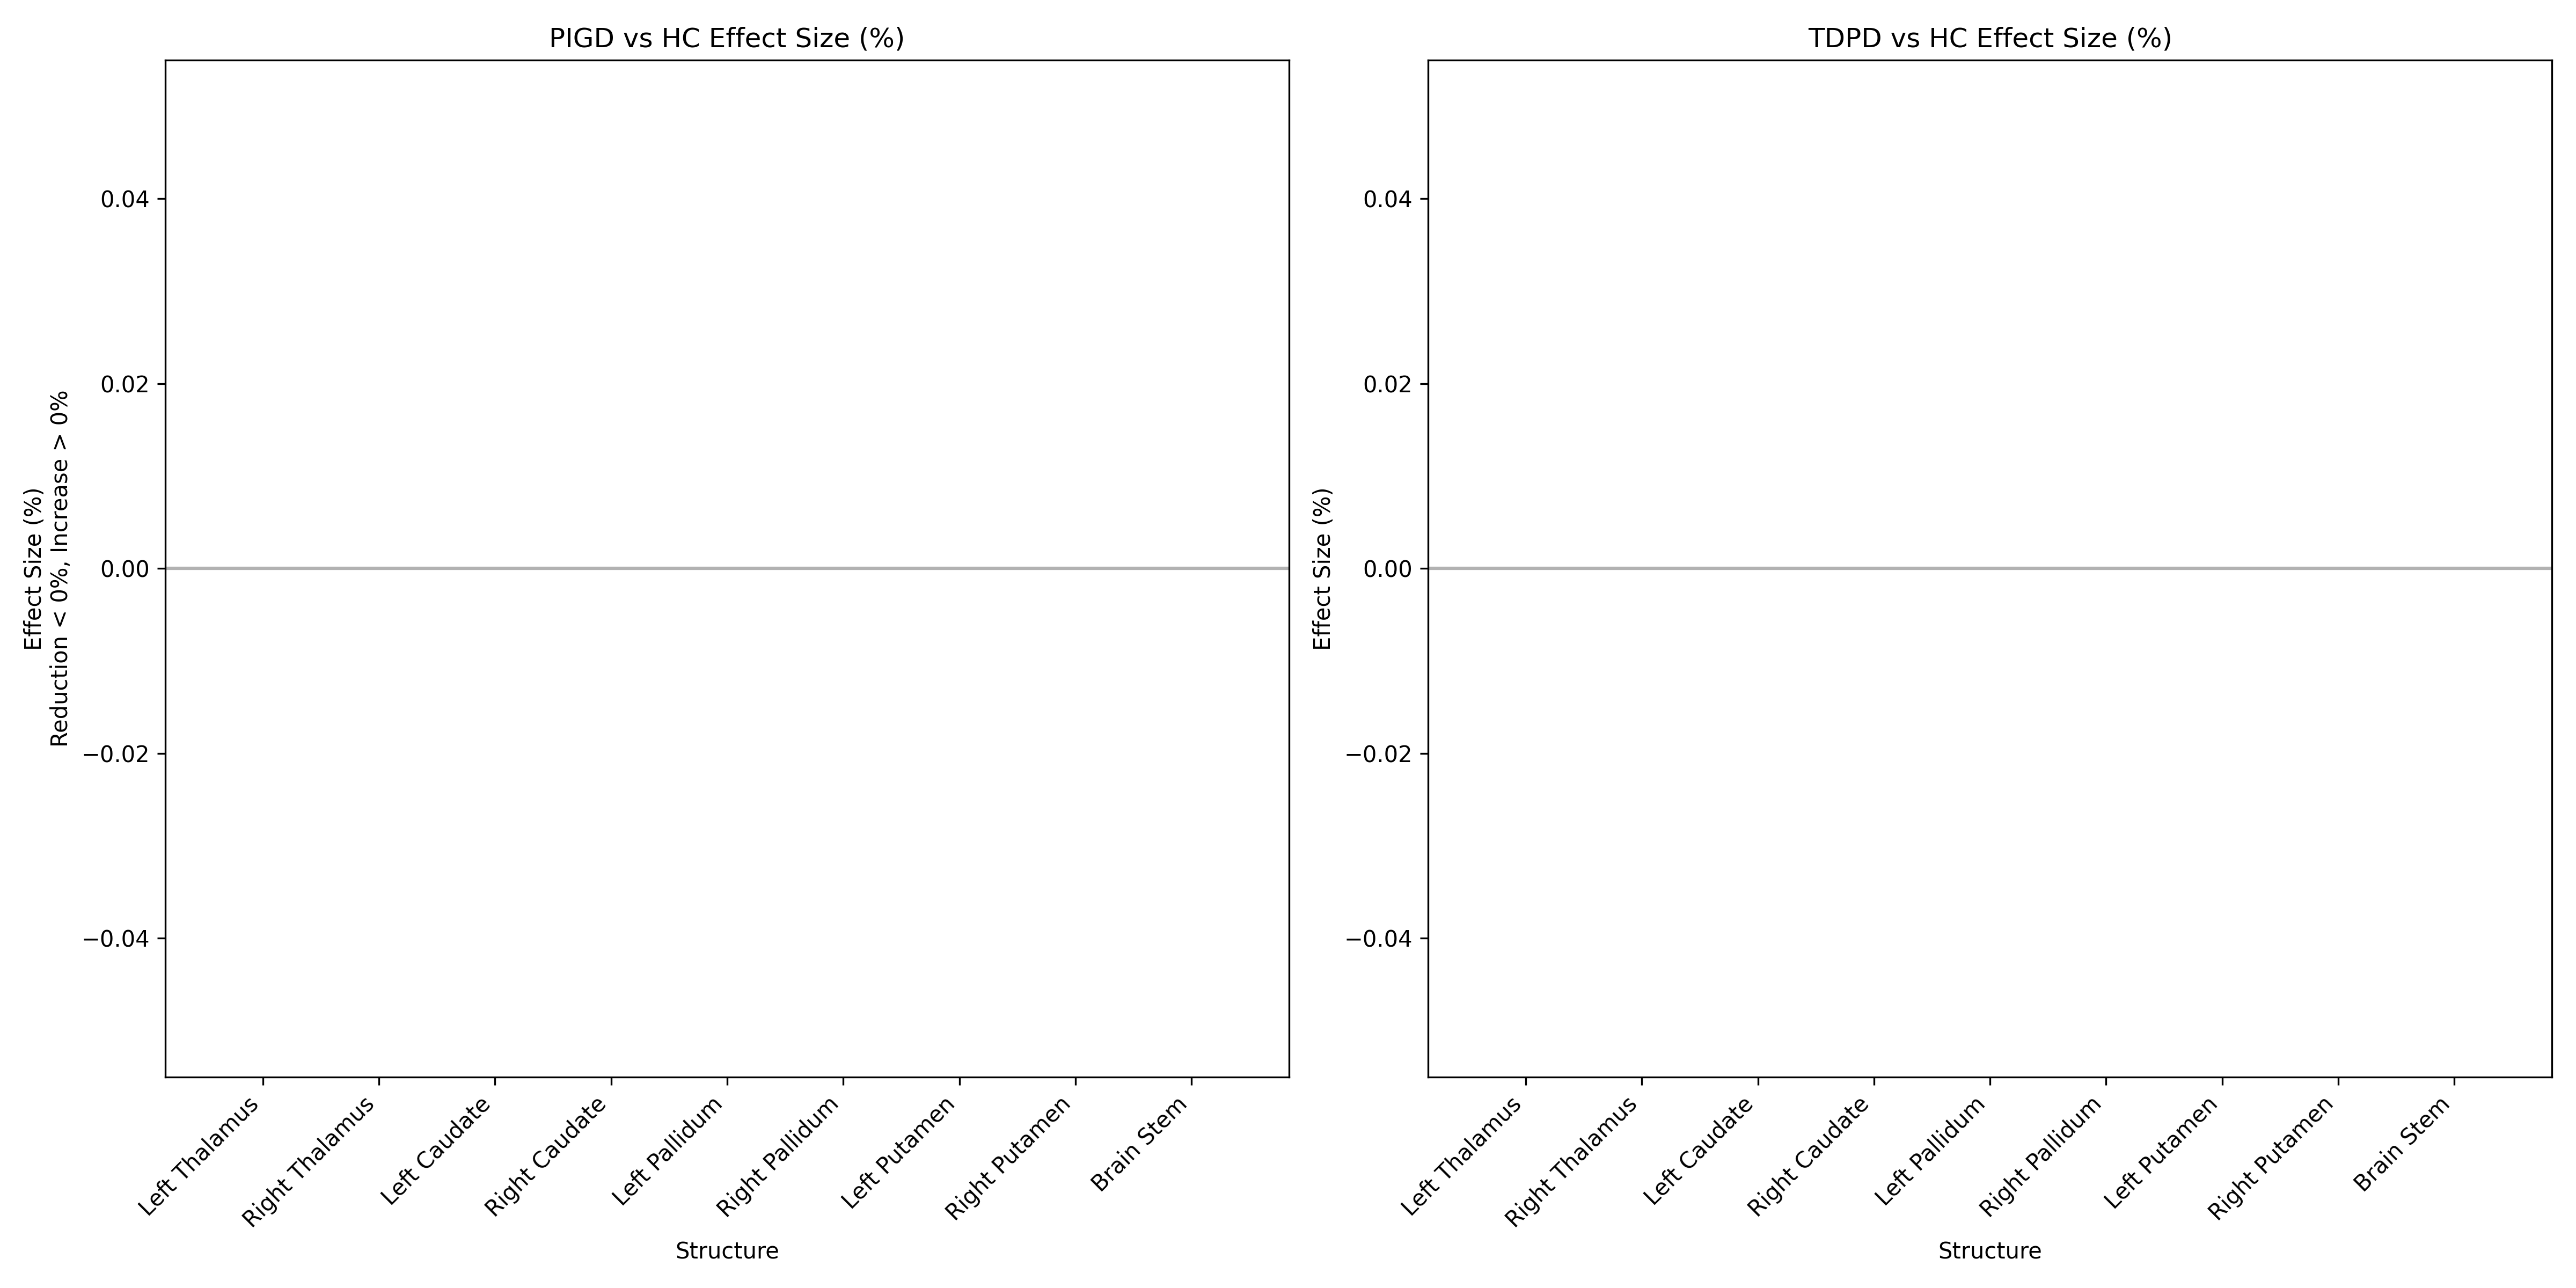 PIGD vs HC Effect Size (%)
Effect Size (%)
Reduction < 0%, Increase > 0%
0.04
0.02
0.00
−0.02
−0.04
Left Thalamus
Right Thalamus
Left Caudate
Right Caudate
Left Pallidum
Right Pallidum
Left Putamen
Right Putamen
Brain Stem
Structure
TDPD vs HC Effect Size (%)
Effect Size (%)
0.04
0.02
0.00
−0.02
−0.04
Left Thalamus
Right Thalamus
Left Caudate
Right Caudate
Left Pallidum
Right Pallidum
Left Putamen
Right Putamen
Brain Stem
Structure